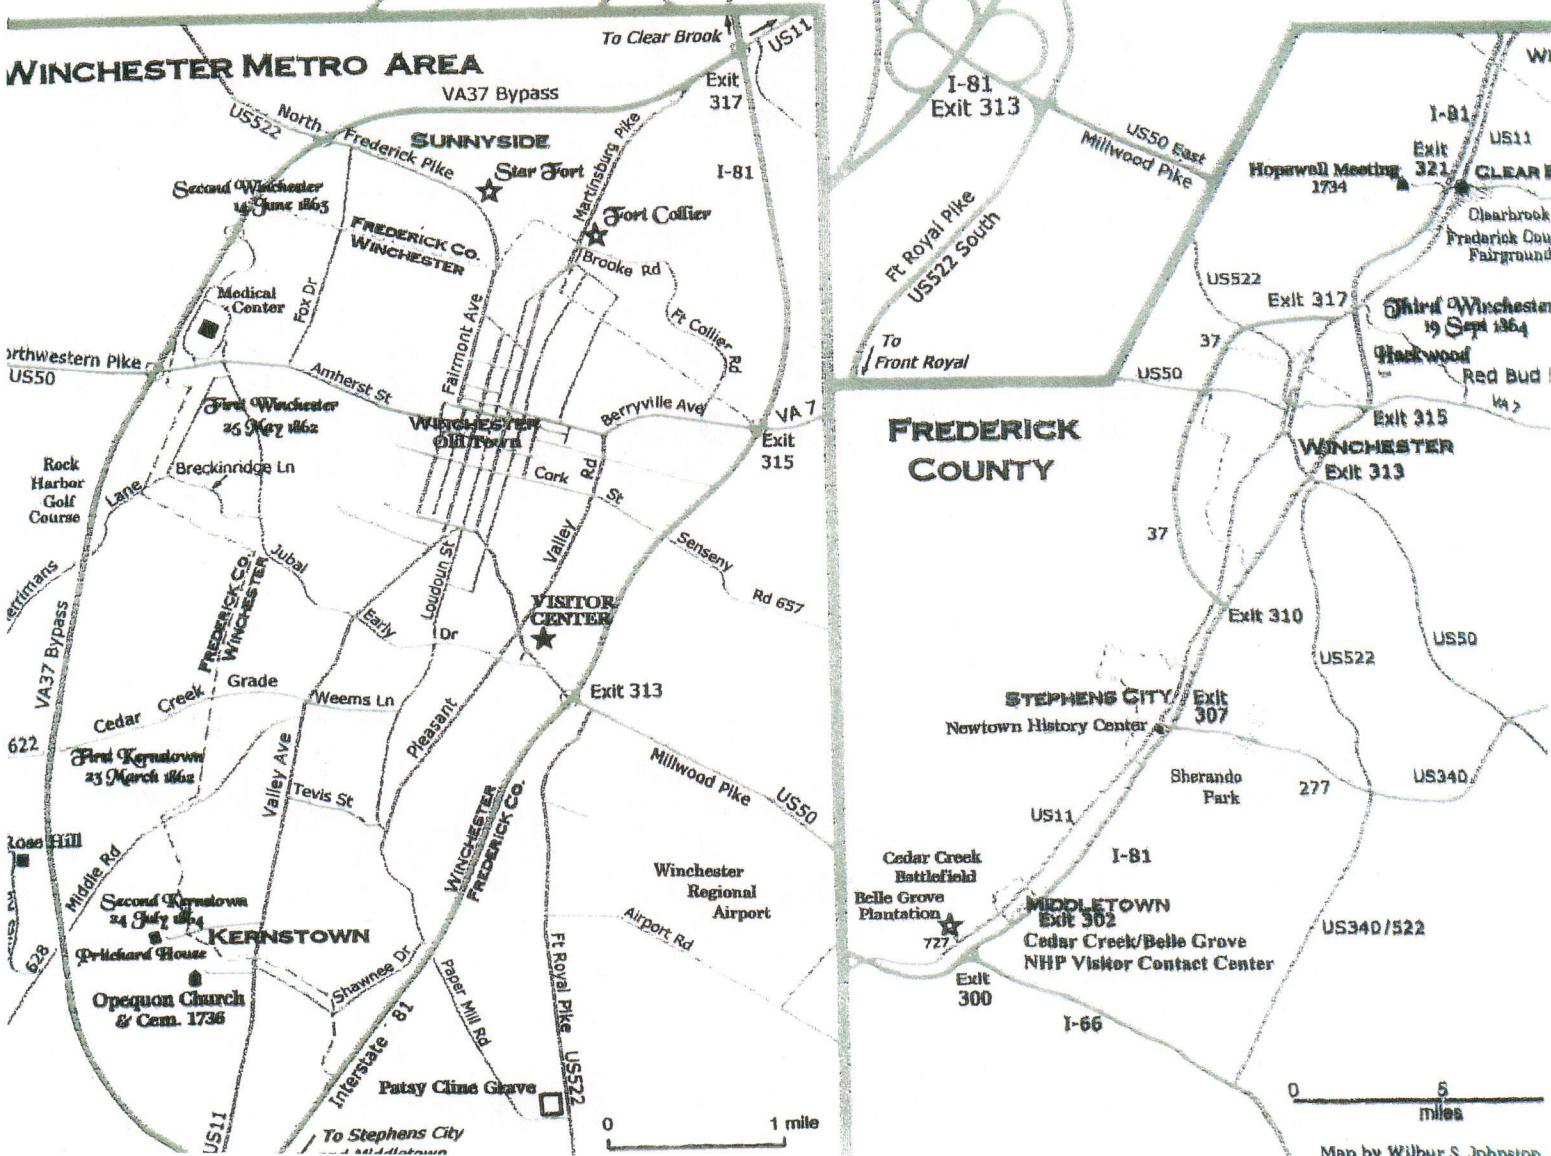 To Clear Brook
US11
WINCHESTER METRO AREA
Exit
317
VA37 Bypass
US522
North
Frederick Pike
SUNNYSIDE
Star Fort
Martinsburg Pike
I-81
Second Winchester
14 June 1863
Fort Collier
FREDERICK CO.
WINCHESTER
Brooke Rd
Medical
Center
Fox Dr
Fairmont Ave
Ft Collier
Rd
Northwestern Pike
US50
Amherst St
First Winchester
25 May 1862
WINCHESTER
Old Town
Berryville Ave
VA 7
Exit
315
Rock
Harbor
Golf
Course
Breckinridge Ln
Lane
Cork
St
Rd
Valley
Senseny
Rd 657
Jubal
Early
Dr
Loudoun St
FREDERICK CO.
WINCHESTER
VISITOR
CENTER
VA37 Bypass
Cedar
Creek
Grade
Weems Ln
Exit 313
622
First Kernstown
23 March 1862
Pleasant
Valley Ave
Tevis St
Millwood Pike
US50
WINCHESTER
FREDERICK CO.
Rose Hill
Middle Rd
Second Kernstown
24 July 1864
KERNSTOWN
Pritchard House
628
Opequon Church
& Cem. 1736
Shawnee Dr
Interstate 81
Paper Mill Rd
Ft Royal Pike
US522
Winchester
Regional
Airport
Airport Rd
Patsy Cline Grave
US11
To Stephens City
and Middletown
0
1 mile
I-81
Exit 313
US50 East
Millwood Pike
Ft Royal Pike
US522 South
To
Front Royal
I-81
US11
Exit
321
Hopewell Meeting
1734
Clearbrook
Fairground
US522
Exit 317
Third Winchester
19 Sept 1864
37
Hackwood
US50
Red Bud
VA 7
Exit 315
FREDERICK
COUNTY
WINCHESTER
Exit 313
37
Exit 310
US522
US50
STEPHENS CITY
Exit
307
Newtown History Center
Sherando
Park
277
US340
US11
I-81
Cedar Creek
Battlefield
Belle Grove
Plantation
727
MIDDLETOWN
Exit 302
Cedar Creek/Belle Grove
NHP Visitor Contact Center
US340/522
Exit
300
I-66
0
5
miles
Map by Wilbur S. Johnston